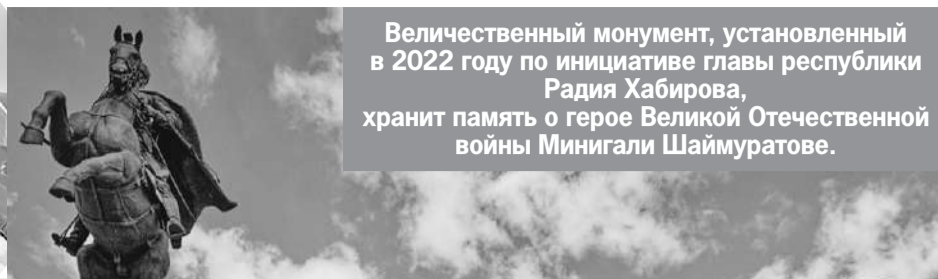 Величественный монумент, установленный
в 2022 году по инициативе главы республики
Радия Хабирова,
хранит память о герое Великой Отечественной
войны Минигали Шаймуратове.